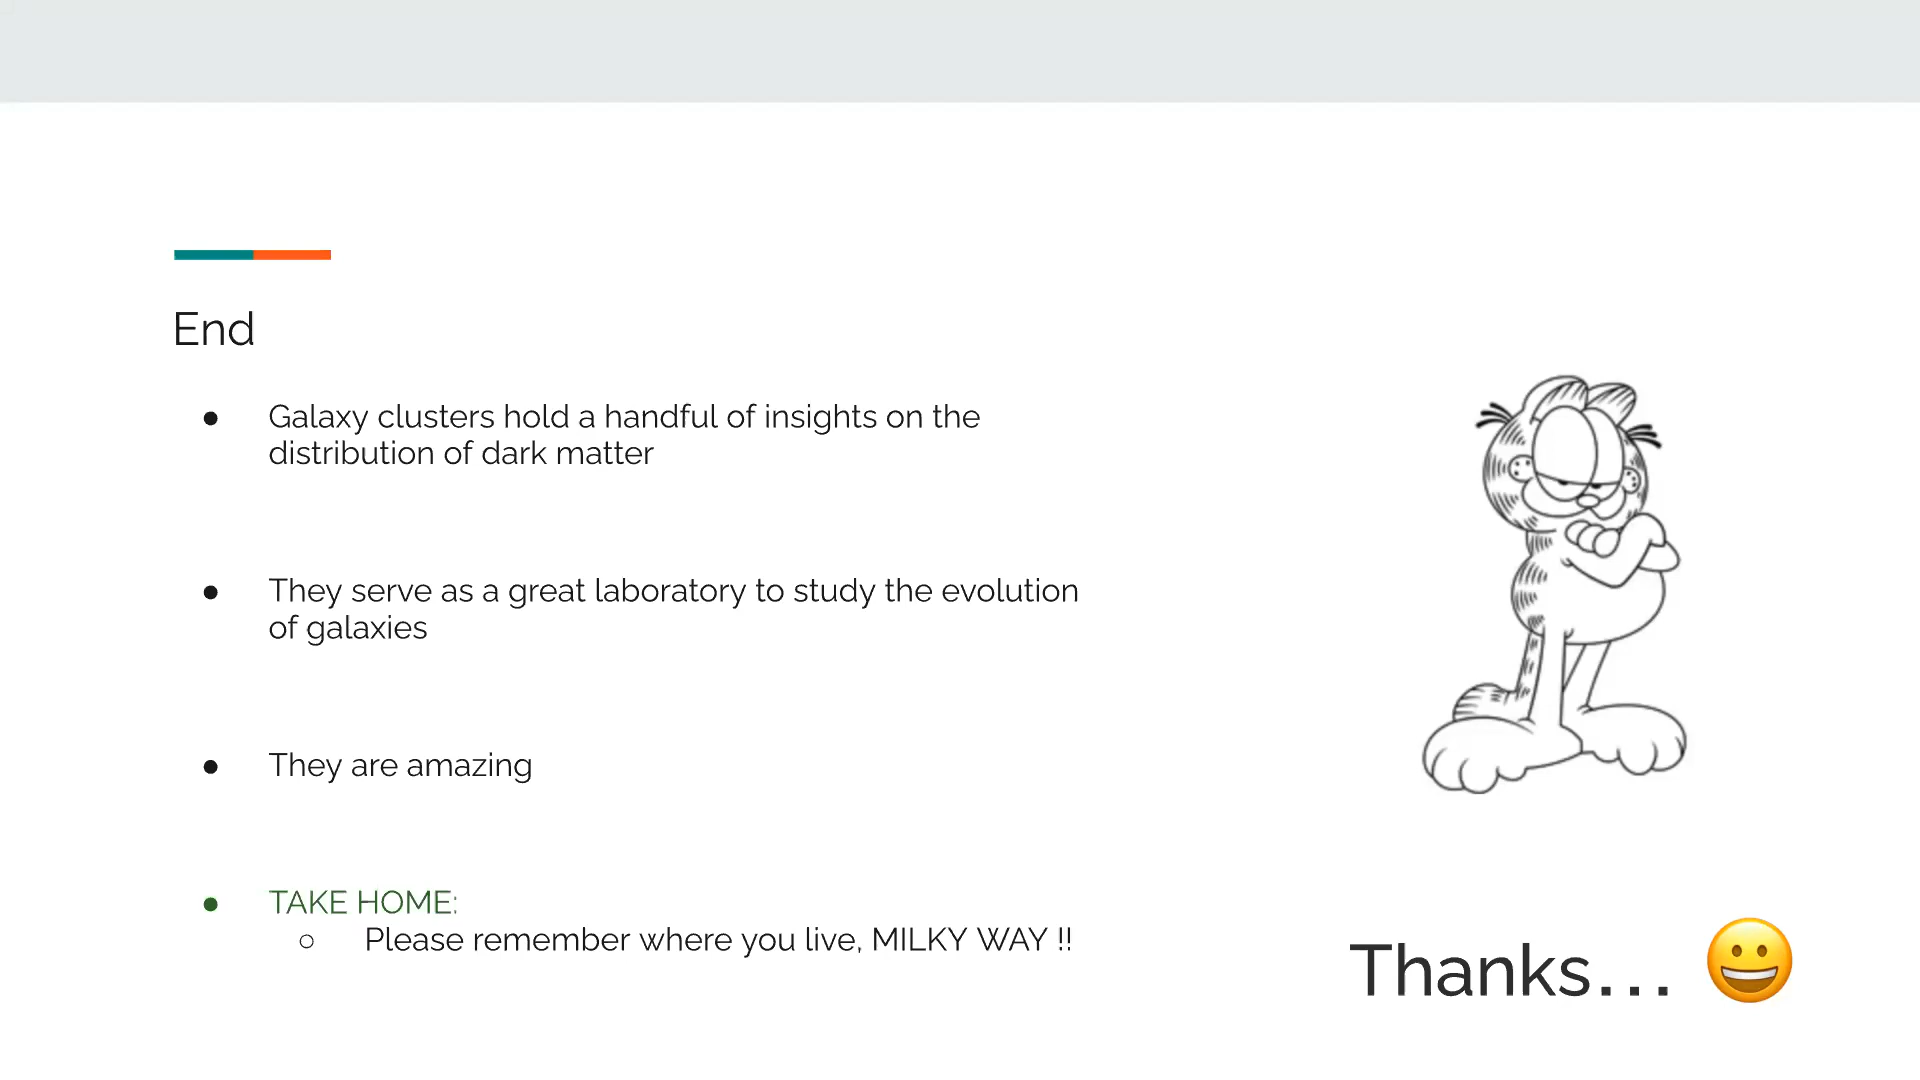 End
● Galaxy clusters hold a handful of insights on the
distribution of dark matter
● They serve as a great laboratory to study the evolution
of galaxies
● They are amazing
● TAKE HOME:
○ Please remember where you live, MILKY WAY !!
Thanks... 😀